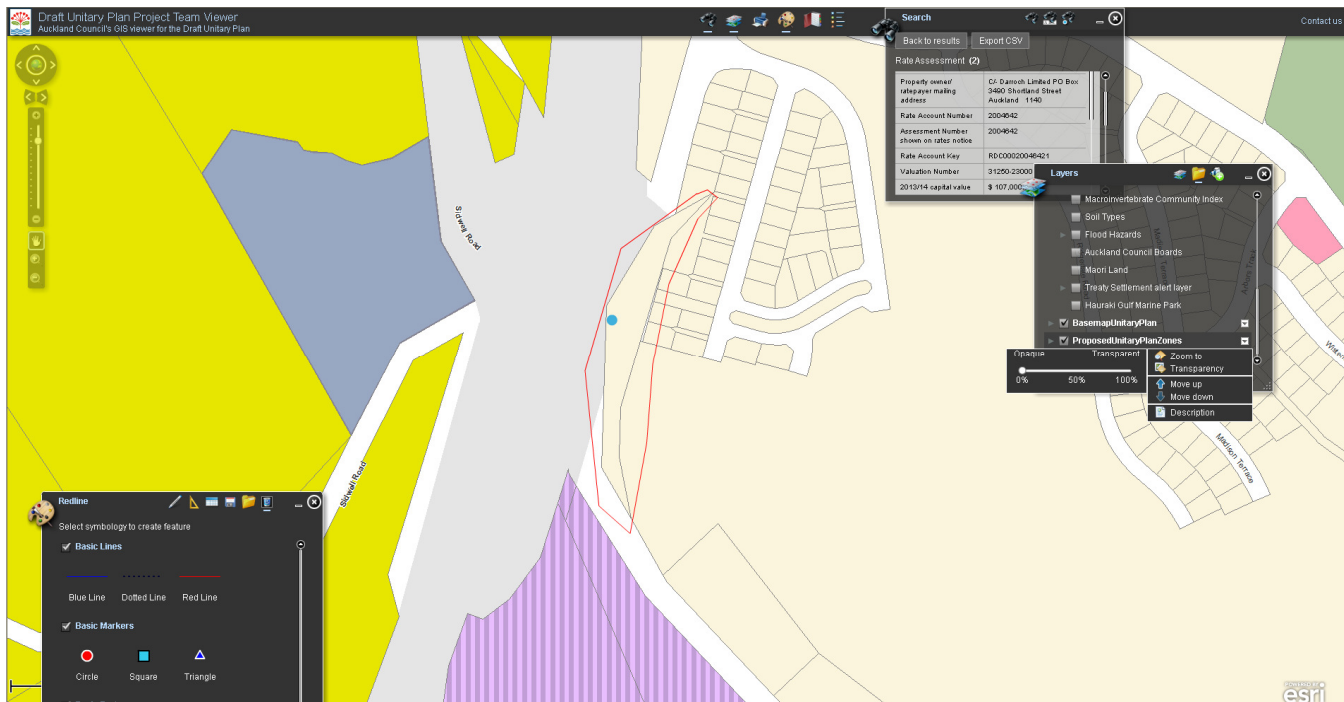 Draft Unitary Plan Project Team Viewer
Auckland Council's GIS viewer for the Draft Unitary Plan
Contact us
Search
Back to results
Export CSV
Rate Assessment (2)
Property owner/ ratepayer mailing address
C/- Darroch Limited PO Box 3490 Shortland Street Auckland 1140
Rate Account Number
2004642
Assessment Number shown on rates notice
2004642
Rate Account Key
RDC00020046421
Valuation Number
31250-23000
2013/14 capital value
$ 107,000
Layers
Macroinvertebrate Community Index
Soil Types
Flood Hazards
Auckland Council Boards
Maori Land
Treaty Settlement alert layer
Hauraki Gulf Marine Park
BasemapUnitaryPlan
ProposedUnitaryPlanZones
Opaque
Transparent
0%
50%
100%
Zoom to
Transparency
Move up
Move down
Description
Sidwell Road
Sidwell Road
Madison Terrace
Redline
Select symbology to create feature
Basic Lines
Blue Line
Dotted Line
Red Line
Basic Markers
Circle
Square
Triangle
POWERED BY
esri